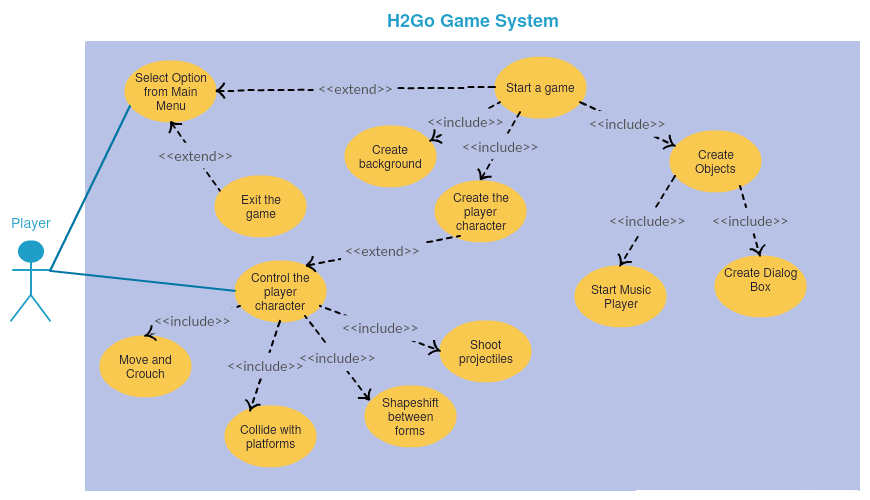 H2Go Game System
Select Option
from Main
Menu
<<extend>>
Start a game
<<include>>
<<include>>
<<include>>
<<extend>>
Create
background
Create
Objects
Exit the
game
Create the
player
character
Player
<<include>>
<<include>>
<<extend>>
Control the
player
character
Start Music
Player
Create Dialog
Box
<<include>>
<<include>>
<<include>>
<<include>>
Move and
Crouch
Shoot
projectiles
Shapeshift
between
forms
Collide with
platforms